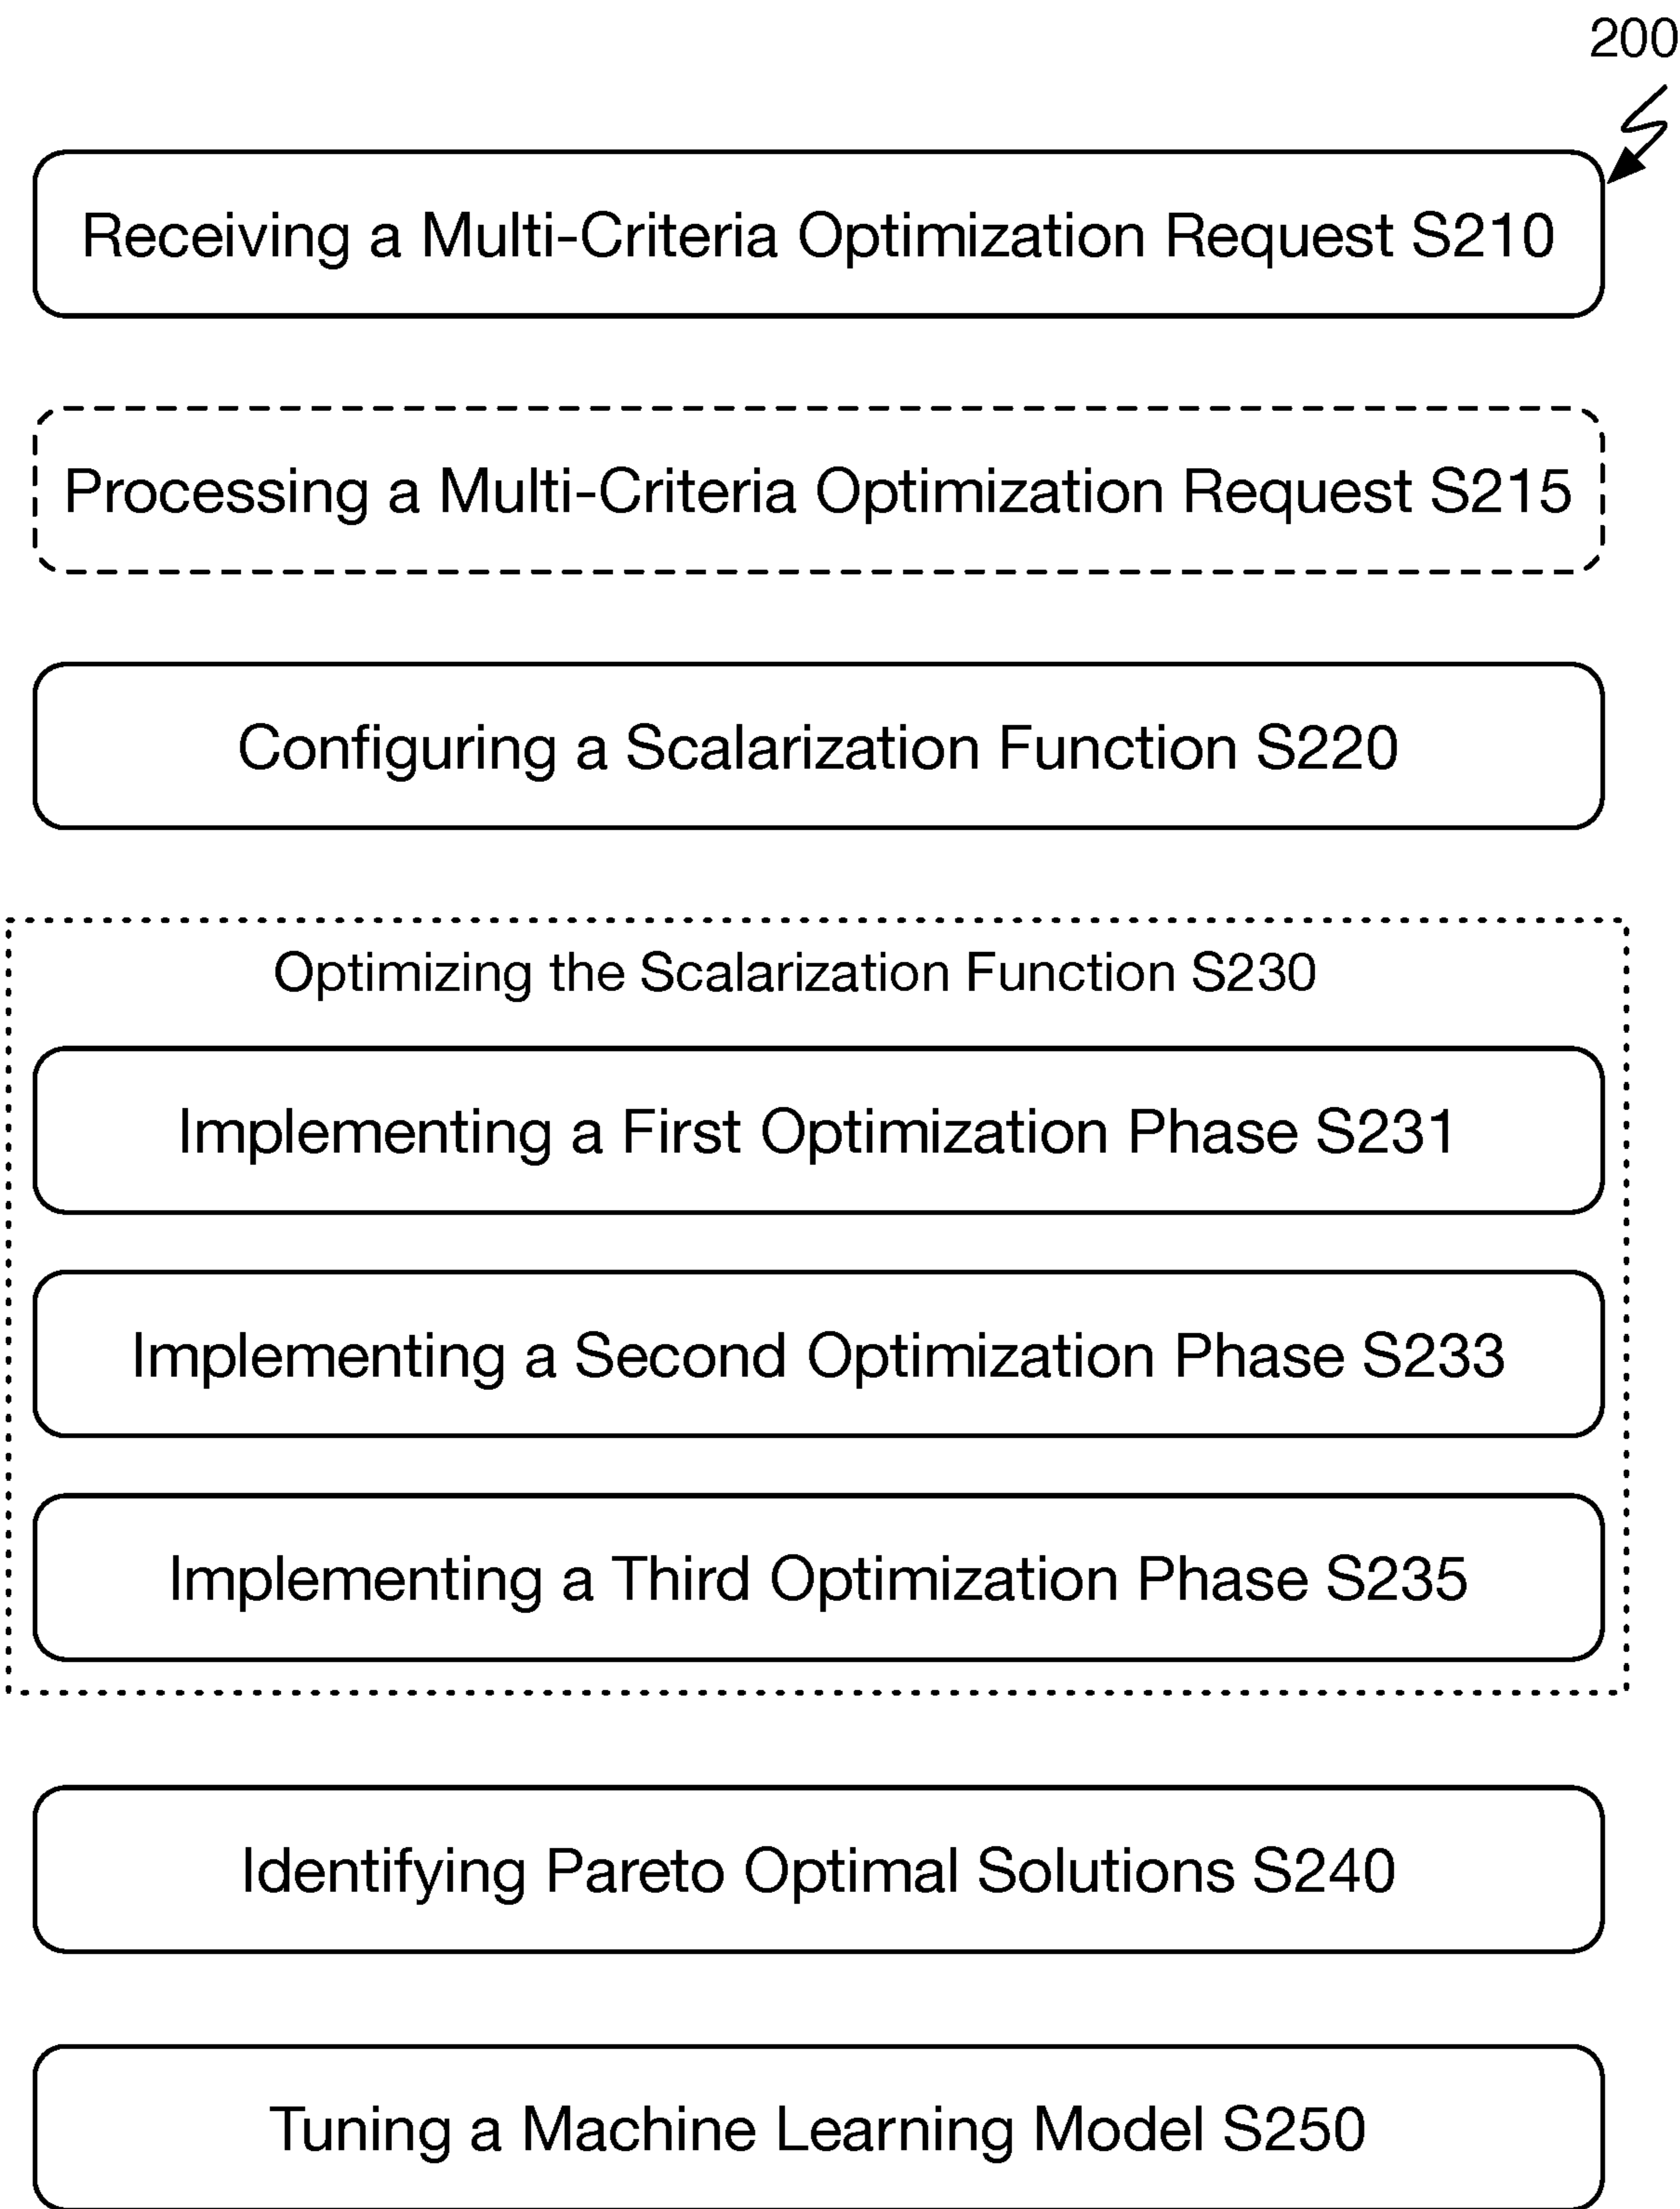 200
Receiving a Multi-Criteria Optimization Request S210
Processing a Multi-Criteria Optimization Request S215
Configuring a Scalarization Function S220
Optimizing the Scalarization Function S230
Implementing a First Optimization Phase S231
Implementing a Second Optimization Phase S233
Implementing a Third Optimization Phase S235
Identifying Pareto Optimal Solutions S240
Tuning a Machine Learning Model S250